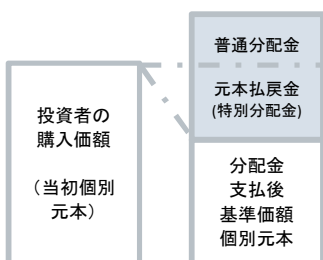 普通分配金
元本払戻金
(特別分配金)
投資者の
購入価額
（当初個別
元本）
分配金
支払後
基準価額
個別元本